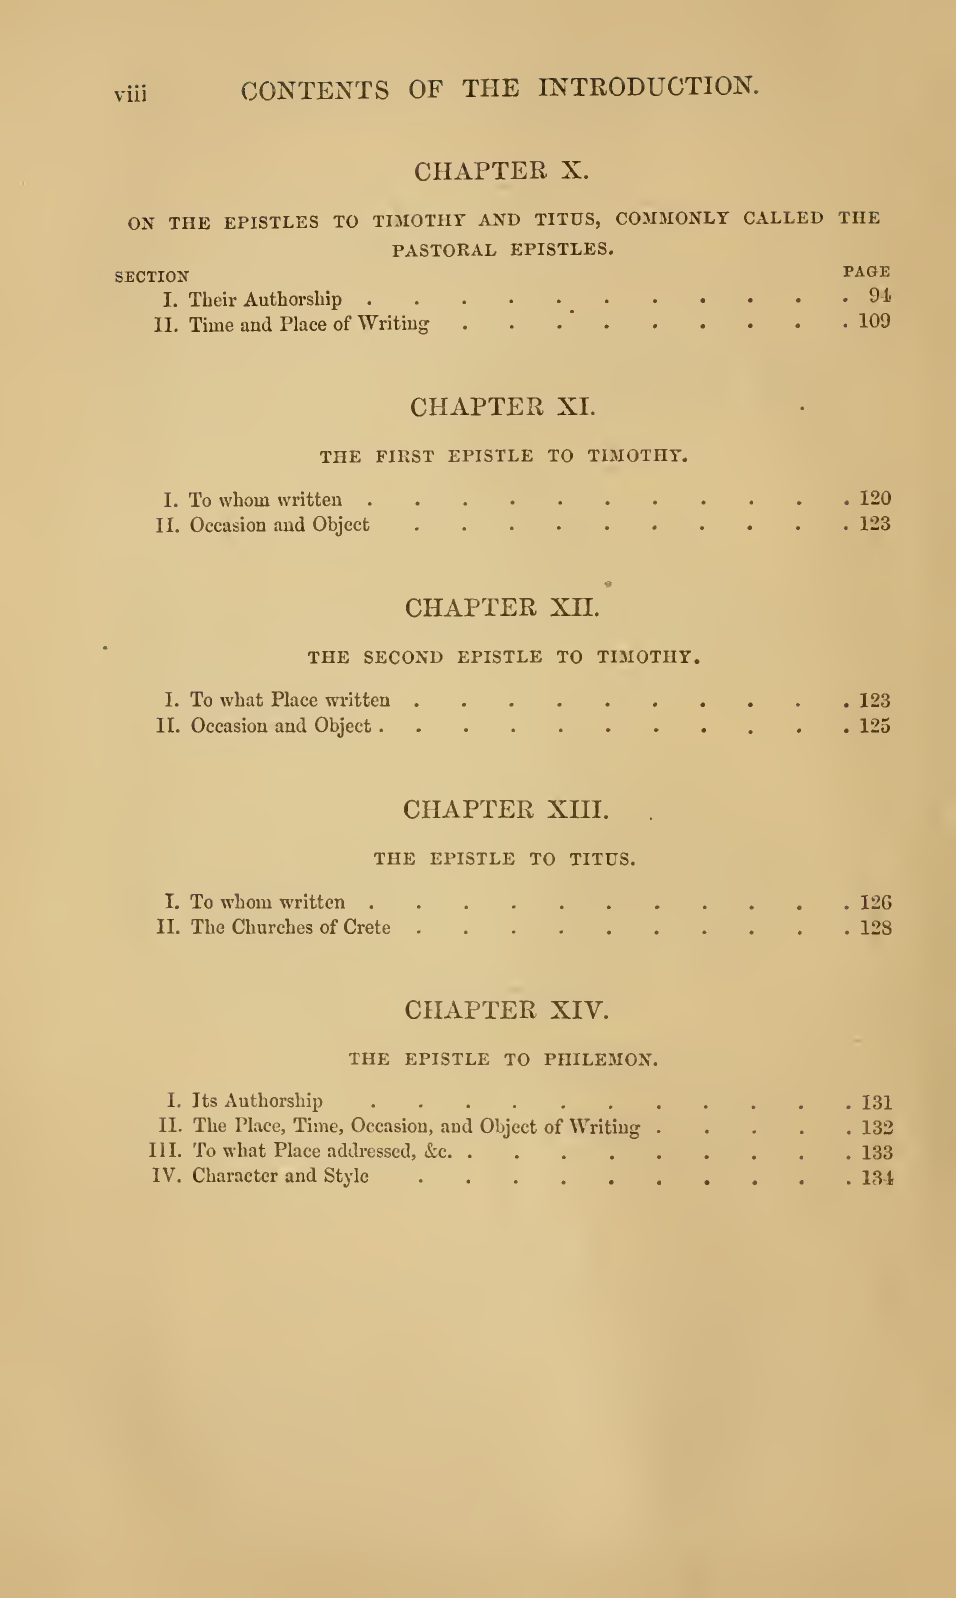 viii CONTENTS OF THE INTRODUCTION.
CHAPTER X.
ON THE EPISTLES TO TIMOTHY AND TITUS, COMMONLY CALLED THE
PASTORAL EPISTLES.
SECTION PAGE
I. Their Authorship . . . . . . . . . . . 94
II. Time and Place of Writing . . . . . . . . . 109
CHAPTER XI.
THE FIRST EPISTLE TO TIMOTHY.
I. To whom written . . . . . . . . . . . 120
II. Occasion and Object . . . . . . . . . . 123
CHAPTER XII.
THE SECOND EPISTLE TO TIMOTHY.
I. To what Place written . . . . . . . . . . 123
II. Occasion and Object . . . . . . . . . . . 125
CHAPTER XIII.
THE EPISTLE TO TITUS.
I. To whom written . . . . . . . . . . . 126
II. The Churches of Crete . . . . . . . . . . 128
CHAPTER XIV.
THE EPISTLE TO PHILEMON.
I. Its Authorship . . . . . . . . . . . 131
II. The Place, Time, Occasion, and Object of Writing . . . . . 132
III. To what Place addressed, &c. . . . . . . . . . 133
IV. Character and Style . . . . . . . . . . 134